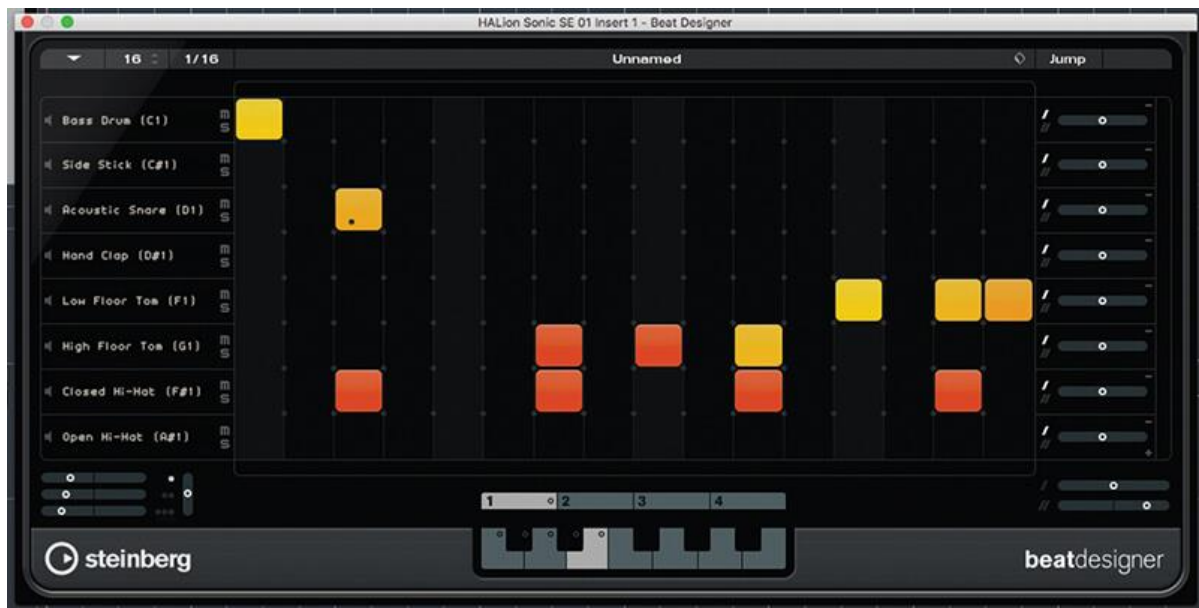 HALion Sonic SE 01 Insert 1 - Beat Designer
16 1/16 Unnamed Jump
Bass Drum (C1) m s
Side Stick (C#1) m s
Acoustic Snare (D1) m s
Hand Clap (D#1) m s
Low Floor Tom (F1) m s
High Floor Tom (G1) m s
Closed Hi-Hat (F#1) m s
Open Hi-Hat (A#1) m s
1 2 3 4
steinberg beatdesigner